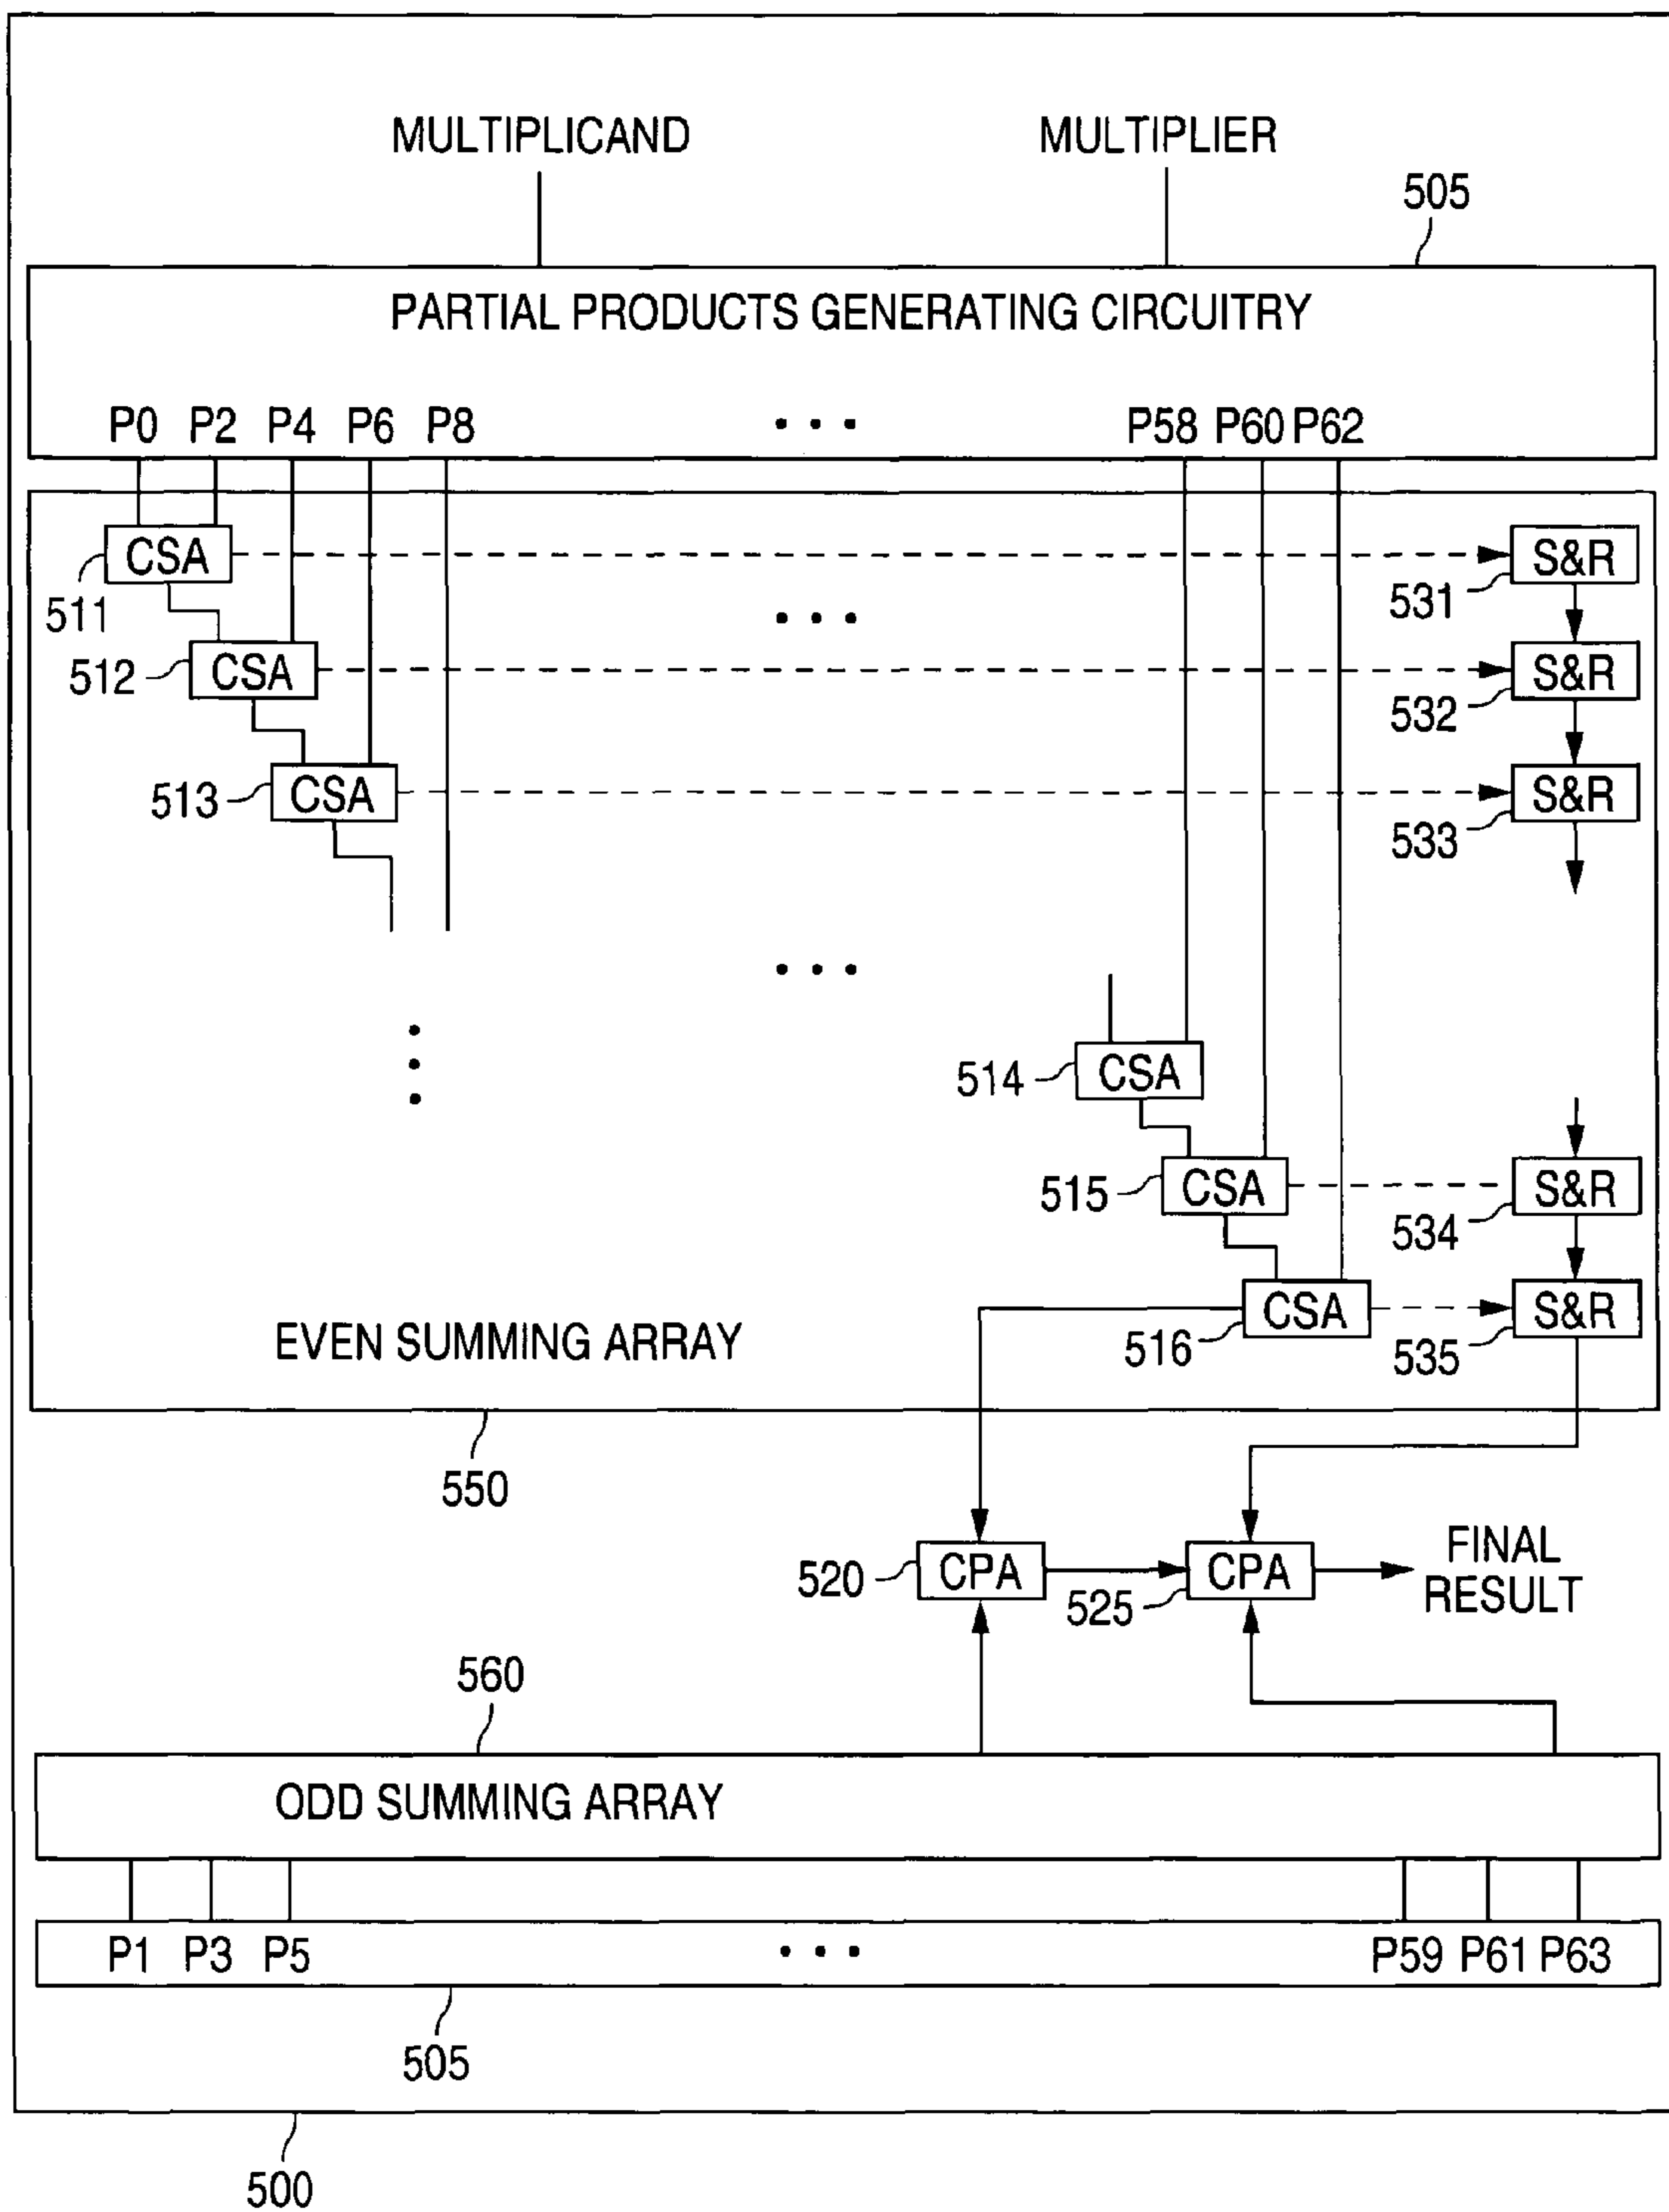 MULTIPLICAND MULTIPLIER
505
PARTIAL PRODUCTS GENERATING CIRCUITRY
P0 P2 P4 P6 P8 ... P58 P60 P62
CSA S&R
511 ... 531
CSA S&R
512 532
CSA S&R
513 533
...
CSA
514
CSA S&R
515 534
CSA S&R
516 535
EVEN SUMMING ARRAY
550
CPA CPA FINAL
520 525 RESULT
560
ODD SUMMING ARRAY
P1 P3 P5 ... P59 P61 P63
505
500